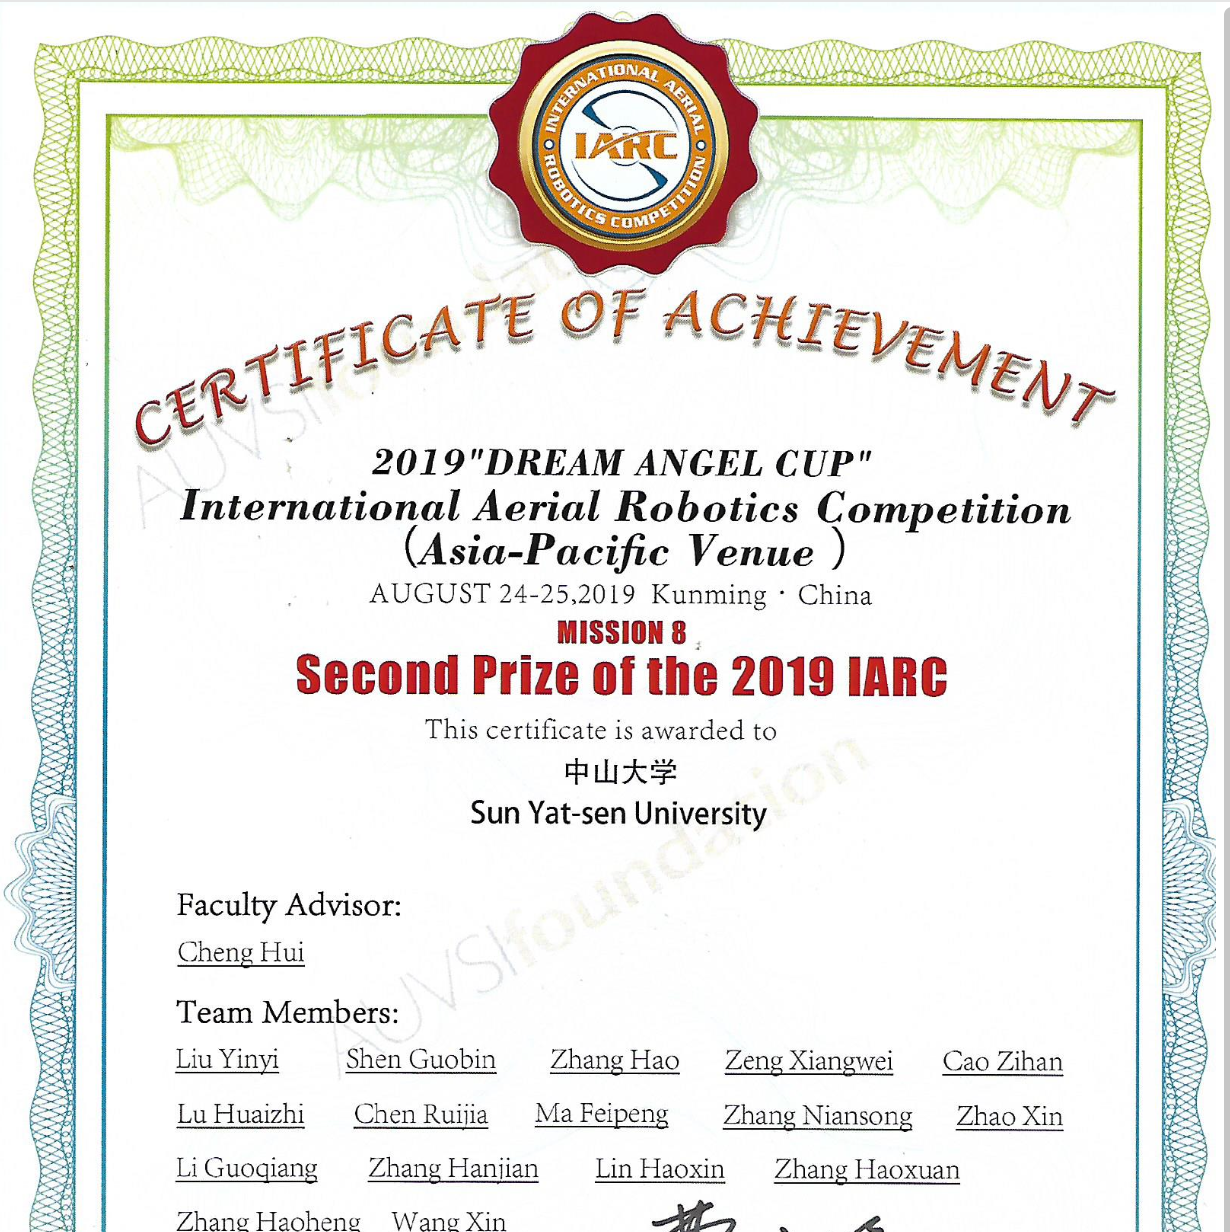 INTERNATIONAL AERIAL
IARC
ROBOTICS COMPETITION
CERTIFICATE OF ACHIEVEMENT
2019"DREAM ANGEL CUP"
International Aerial Robotics Competition
(Asia-Pacific Venue )
AUGUST 24-25,2019 Kunming · China
MISSION 8
Second Prize of the 2019 IARC
This certificate is awarded to
中山大学
Sun Yat-sen University
Faculty Advisor:
Cheng Hui
Team Members:
Liu Yinyi Shen Guobin Zhang Hao Zeng Xiangwei Cao Zihan
Lu Huaizhi Chen Ruijia Ma Feipeng Zhang Niansong Zhao Xin
Li Guoqiang Zhang Hanjian Lin Haoxin Zhang Haoxuan
Zhang Haoheng Wang Xin
AUVSIfoundation
AUVSIfoundation